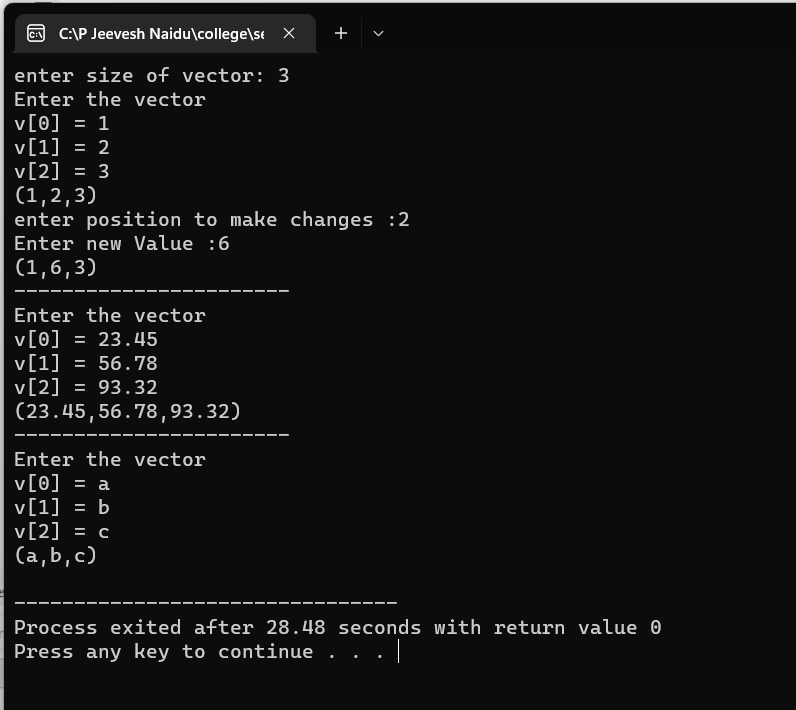 C:\P Jeevesh Naidu\college\se
enter size of vector: 3
Enter the vector
v[0] = 1
v[1] = 2
v[2] = 3
(1,2,3)
enter position to make changes :2
Enter new Value :6
(1,6,3)
-----------------------
Enter the vector
v[0] = 23.45
v[1] = 56.78
v[2] = 93.32
(23.45,56.78,93.32)
-----------------------
Enter the vector
v[0] = a
v[1] = b
v[2] = c
(a,b,c)
--------------------------------
Process exited after 28.48 seconds with return value 0
Press any key to continue . . .